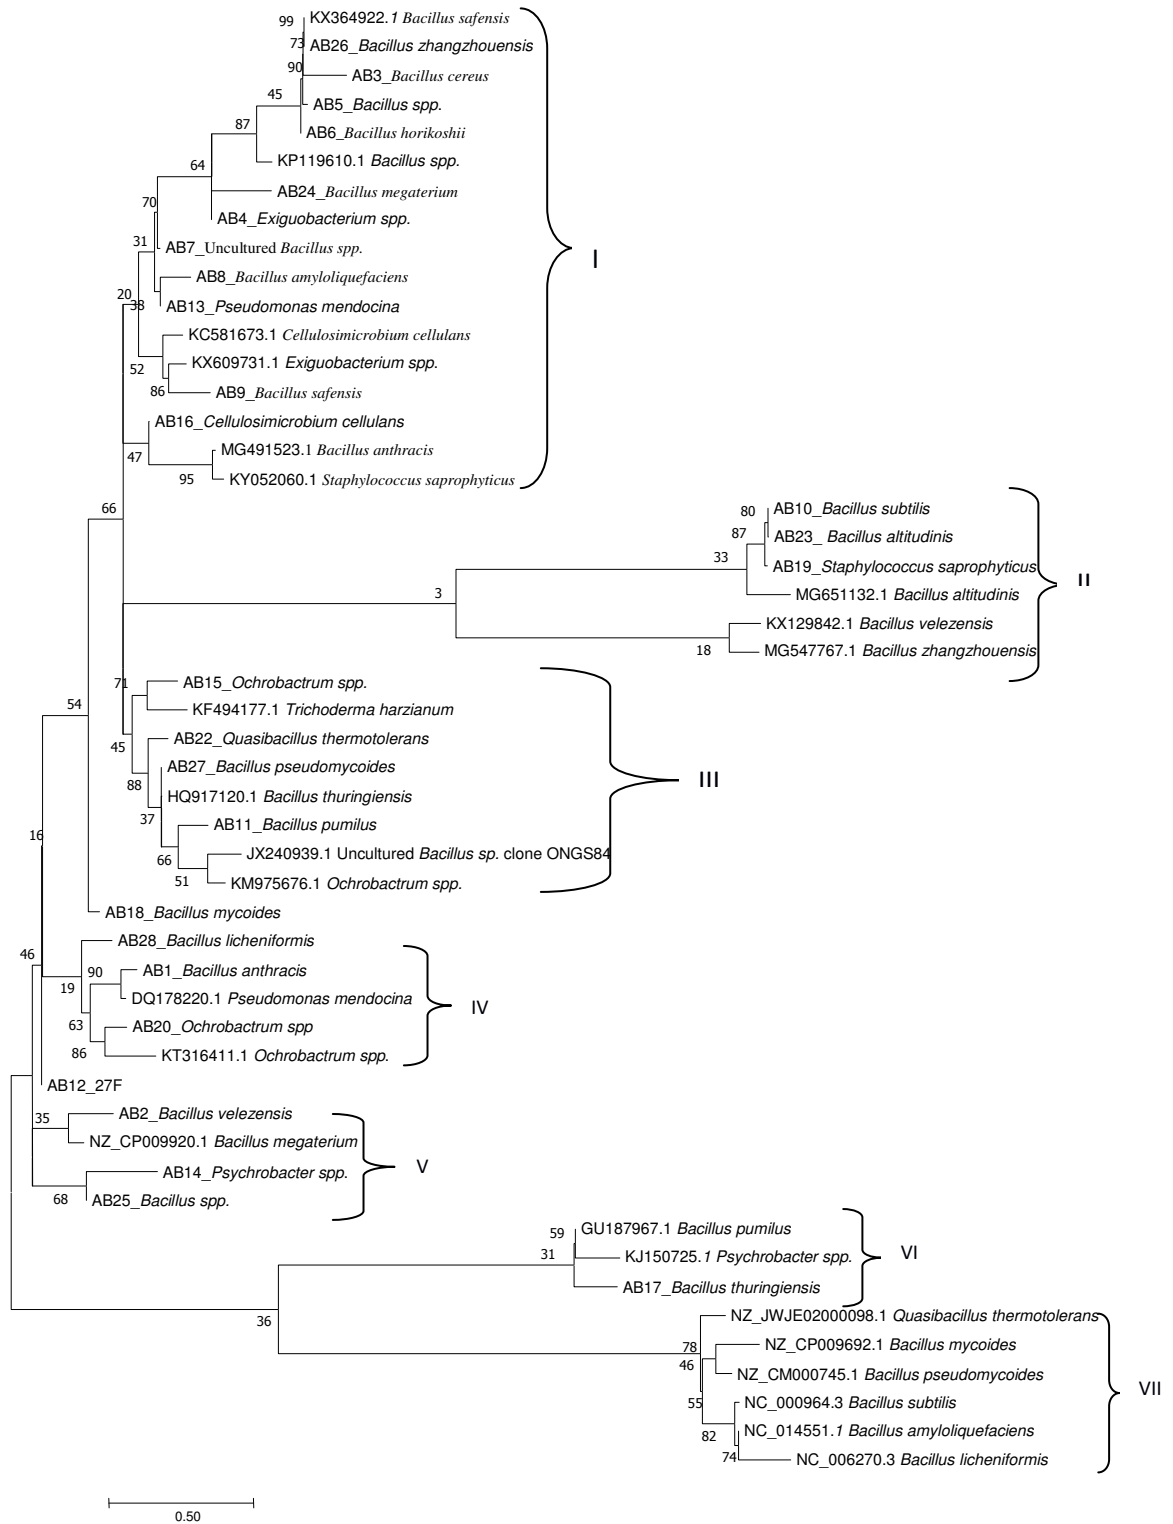 99
KX364922.1 Bacillus safensis
73
AB26_Bacillus zhangzhouensis
90
AB3_Bacillus cereus
45
AB5_Bacillus spp.
87
AB6_Bacillus horikoshii
KP119610.1 Bacillus spp.
64
AB24_Bacillus megaterium
70
AB4_Exiguobacterium spp.
31
AB7_Uncultured Bacillus spp.
I
AB8_Bacillus amyloliquefaciens
20
38
AB13_Pseudomonas mendocina
KC581673.1 Cellulosimicrobium cellulans
52
KX609731.1 Exiguobacterium spp.
86
AB9_Bacillus safensis
AB16_Cellulosimicrobium cellulans
47
MG491523.1 Bacillus anthracis
95
KY052060.1 Staphylococcus saprophyticus
66
80
AB10_Bacillus subtilis
87
AB23_ Bacillus altitudinis
33
AB19_Staphylococcus saprophyticus
II
3
MG651132.1 Bacillus altitudinis
KX129842.1 Bacillus velezensis
18
MG547767.1 Bacillus zhangzhouensis
71
AB15_Ochrobactrum spp.
54
KF494177.1 Trichoderma harzianum
45
AB22_Quasibacillus thermotolerans
AB27_Bacillus pseudomycoides
III
88
HQ917120.1 Bacillus thuringiensis
37
AB11_Bacillus pumilus
16
66
JX240939.1 Uncultured Bacillus sp. clone ONGS84
51
KM975676.1 Ochrobactrum spp.
AB18_Bacillus mycoides
AB28_Bacillus licheniformis
46
90
AB1_Bacillus anthracis
19
DQ178220.1 Pseudomonas mendocina
IV
63
AB20_Ochrobactrum spp
86
KT316411.1 Ochrobactrum spp.
AB12_27F
35
AB2_Bacillus velezensis
NZ_CP009920.1 Bacillus megaterium
V
AB14_Psychrobacter spp.
68
AB25_Bacillus spp.
59
GU187967.1 Bacillus pumilus
31
KJ150725.1 Psychrobacter spp.
VI
AB17_Bacillus thuringiensis
36
NZ_JWJE02000098.1 Quasibacillus thermotolerans
78
NZ_CP009692.1 Bacillus mycoides
46
NZ_CM000745.1 Bacillus pseudomycoides
VII
55
NC_000964.3 Bacillus subtilis
82
NC_014551.1 Bacillus amyloliquefaciens
74
NC_006270.3 Bacillus licheniformis
0.50